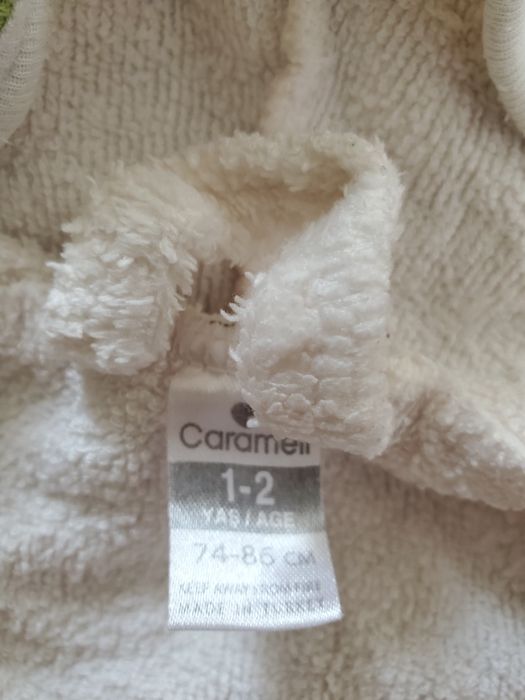 Caramell
1-2
YAŞ / AGE
74-86 CM
KEEP AWAY FROM FIRE
MADE IN TURKEY